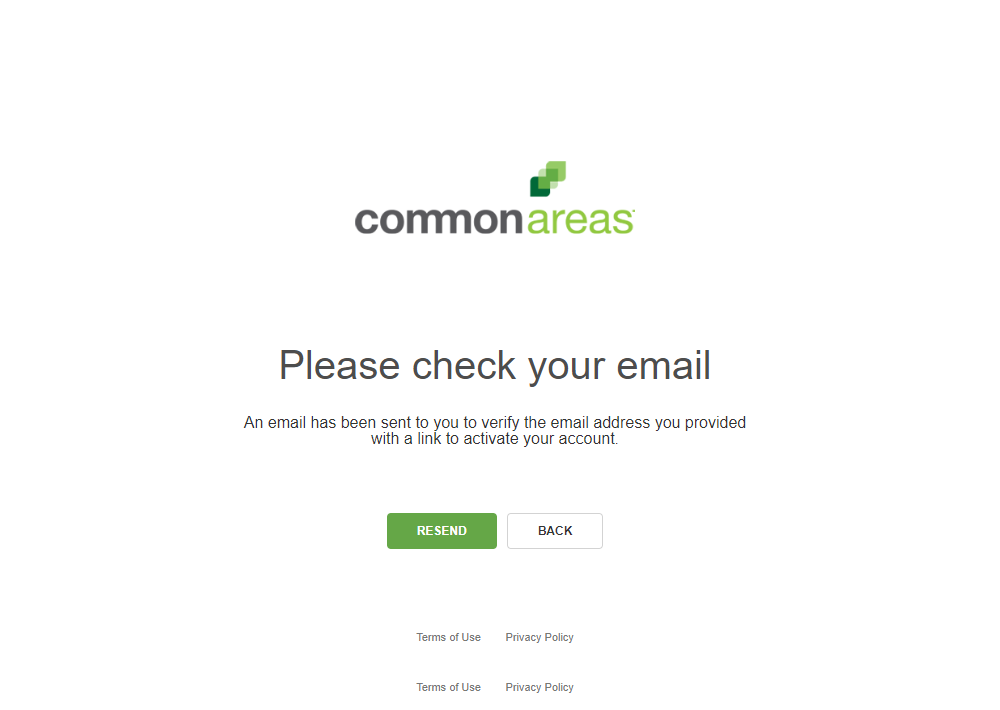 commonareas
Please check your email
An email has been sent to you to verify the email address you provided
with a link to activate your account.
RESEND BACK
Terms of Use Privacy Policy
Terms of Use Privacy Policy